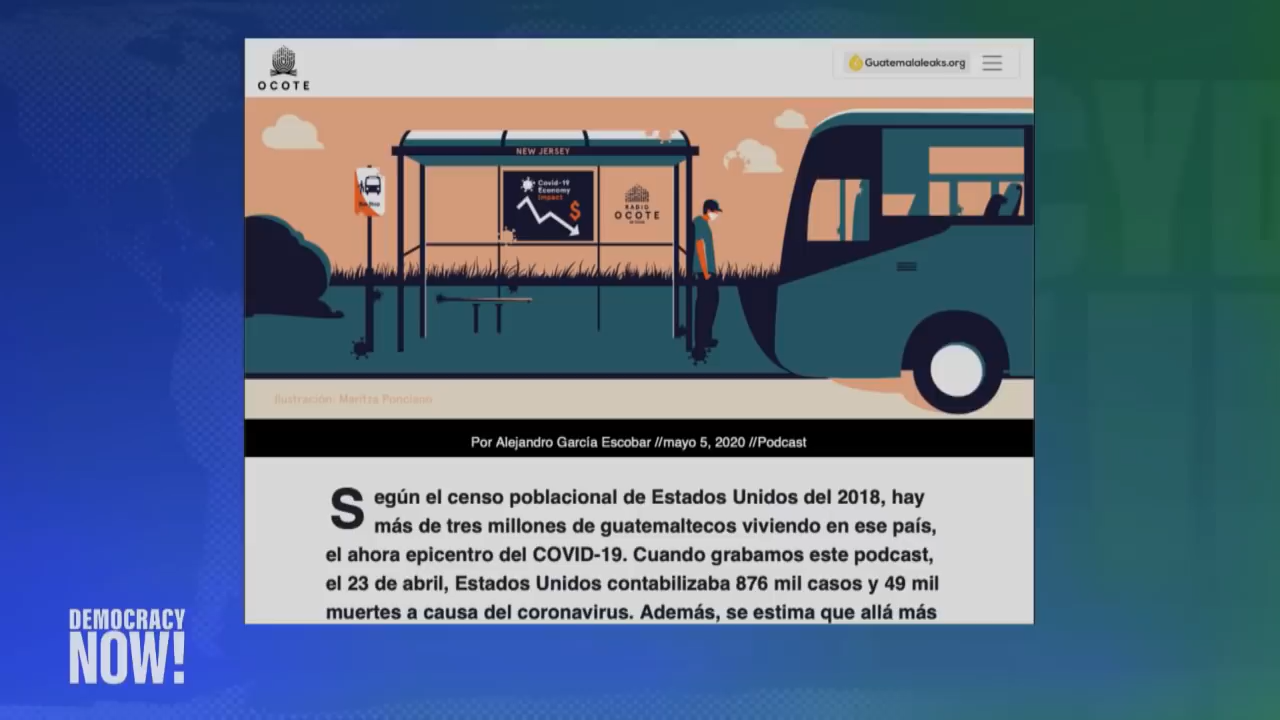 OCOTE
Guatemalaleaks.org
NEW JERSEY
Bus Stop
Covid-19
Economy
Impact
$
RADIO
OCOTE
Ilustración: Maritza Ponciano
Por Alejandro García Escobar //mayo 5, 2020 //Podcast
Según el censo poblacional de Estados Unidos del 2018, hay
más de tres millones de guatemaltecos viviendo en ese país,
el ahora epicentro del COVID-19. Cuando grabamos este podcast,
el 23 de abril, Estados Unidos contabilizaba 876 mil casos y 49 mil
muertes a causa del coronavirus. Además, se estima que allá más
DEMOCRACY
NOW!